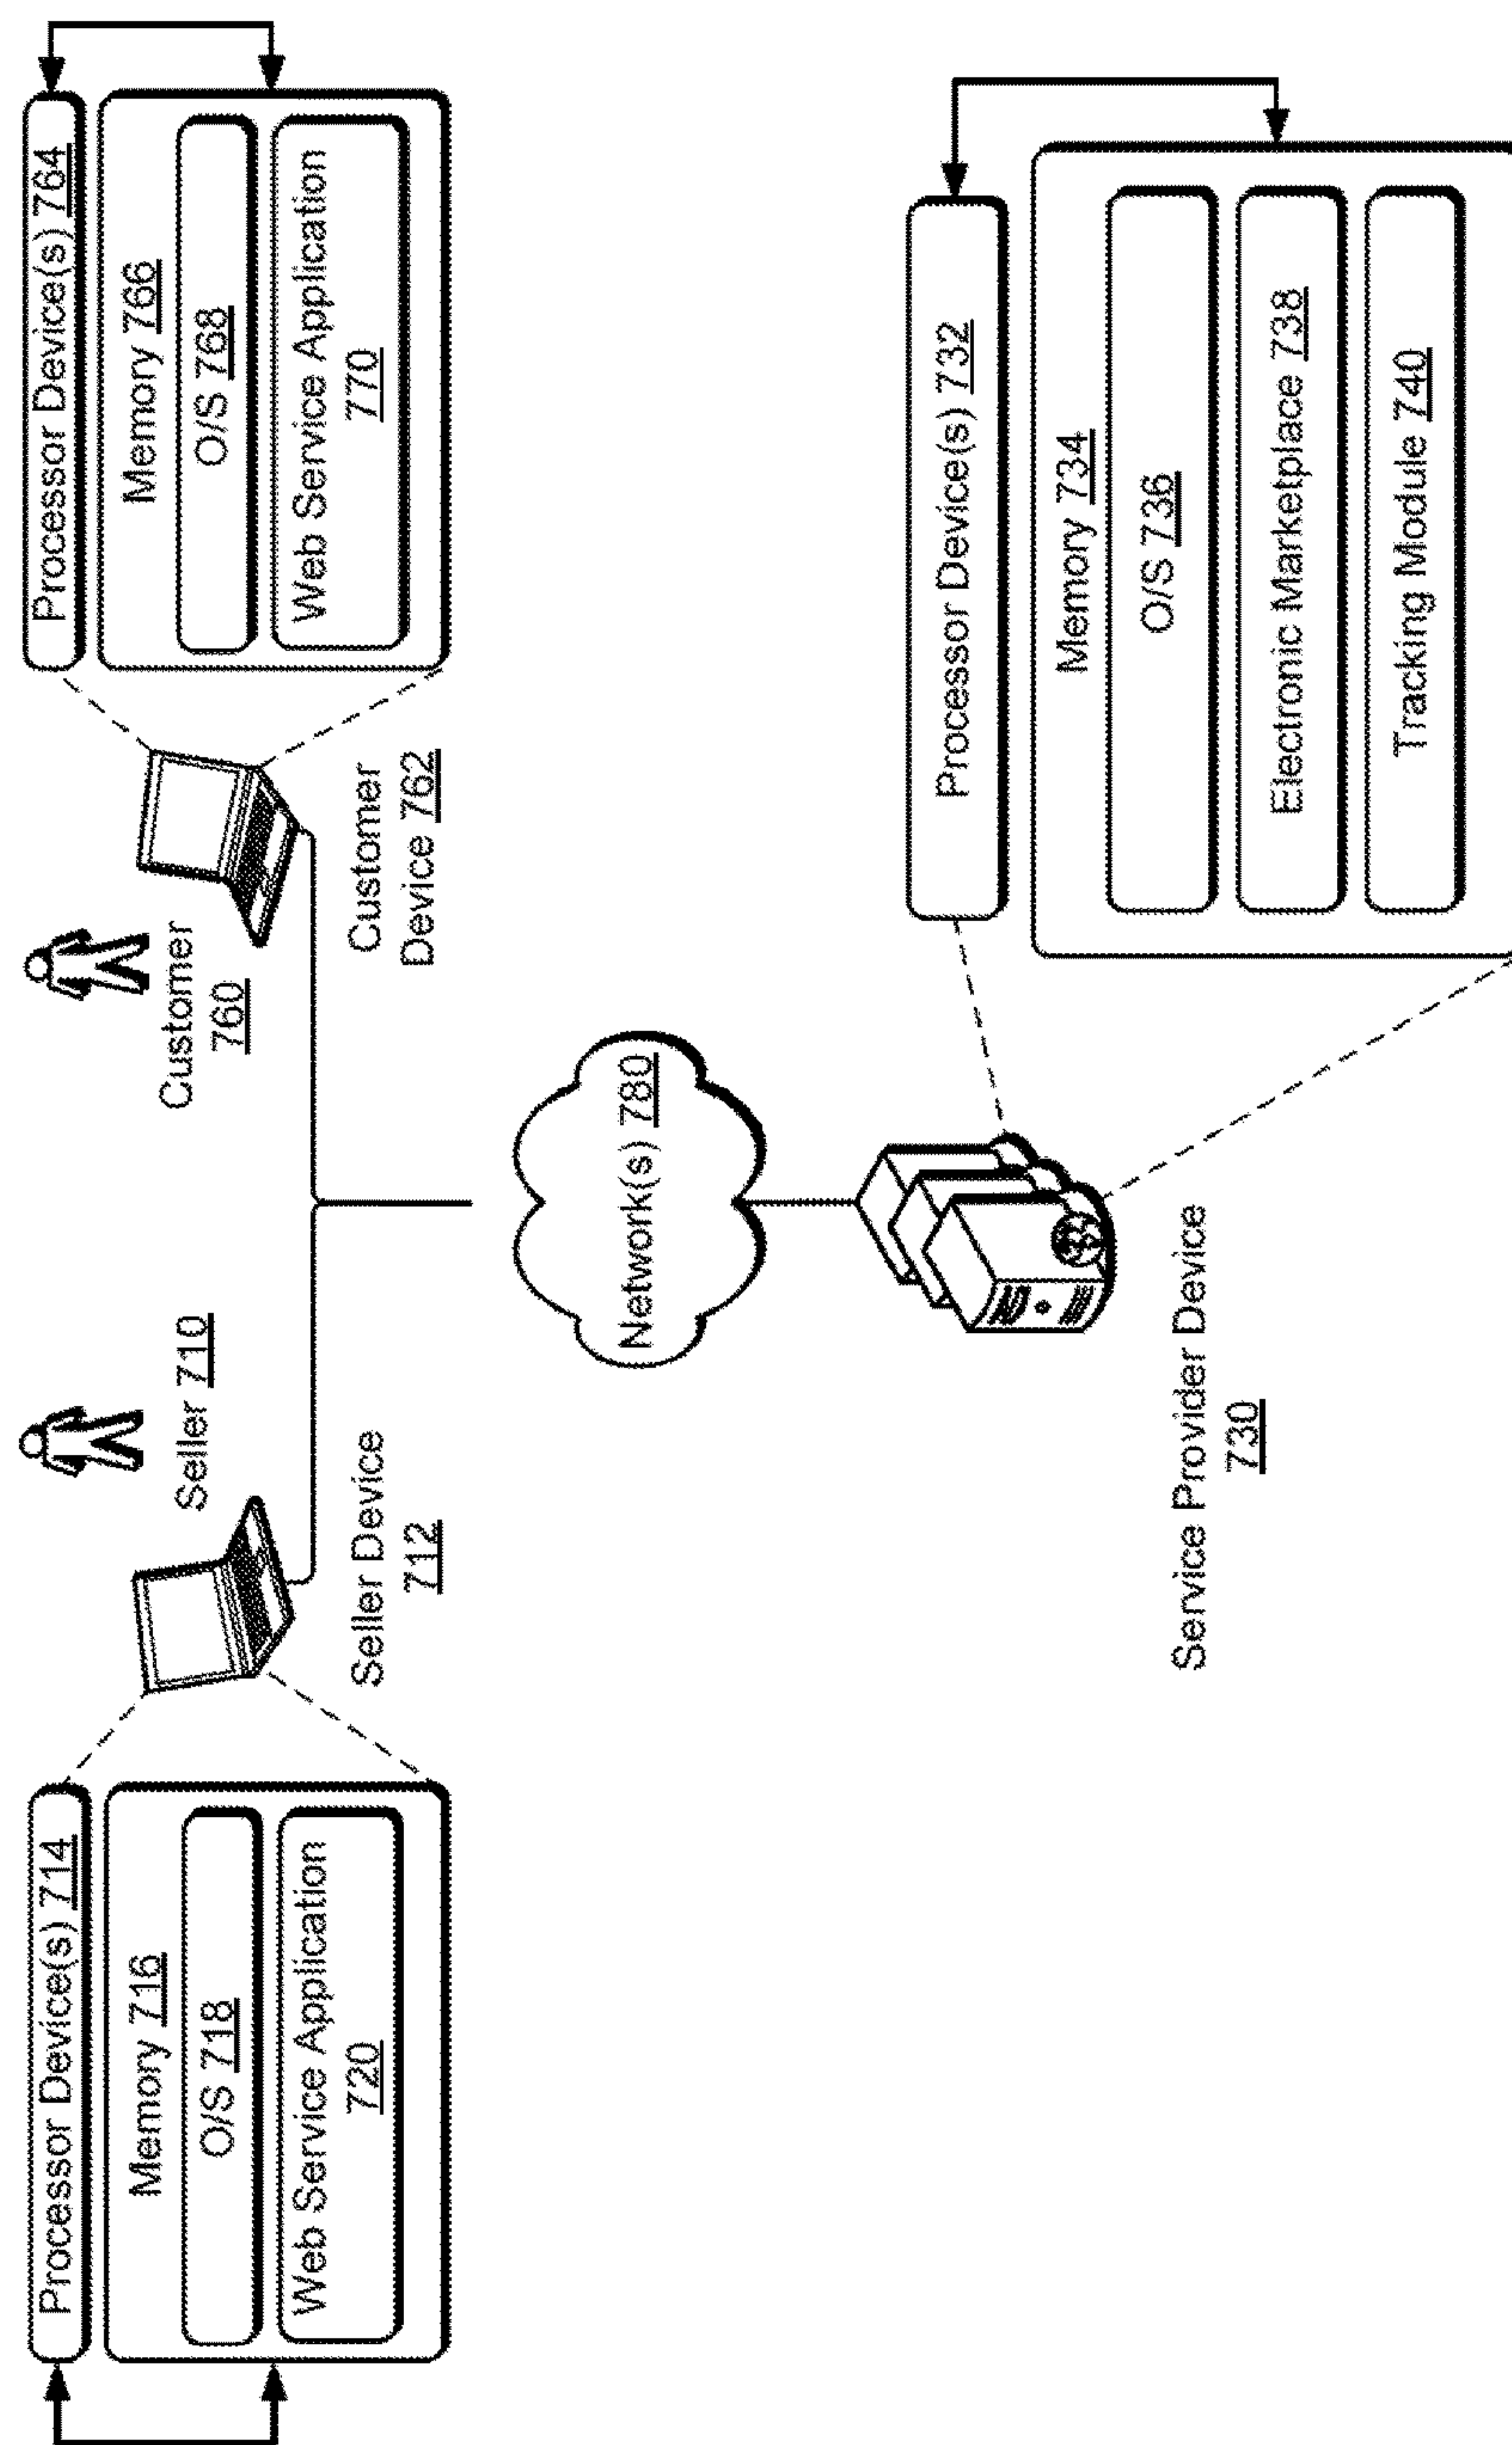 Processor Device(s) 714
Memory 716
O/S 718
Web Service Application
720
Seller 710
Seller Device
712
Customer
760
Customer
Device 762
Processor Device(s) 764
Memory 766
O/S 768
Web Service Application
770
Network(s) 780
Service Provider Device
730
Processor Device(s) 732
Memory 734
O/S 736
Electronic Marketplace 738
Tracking Module 740